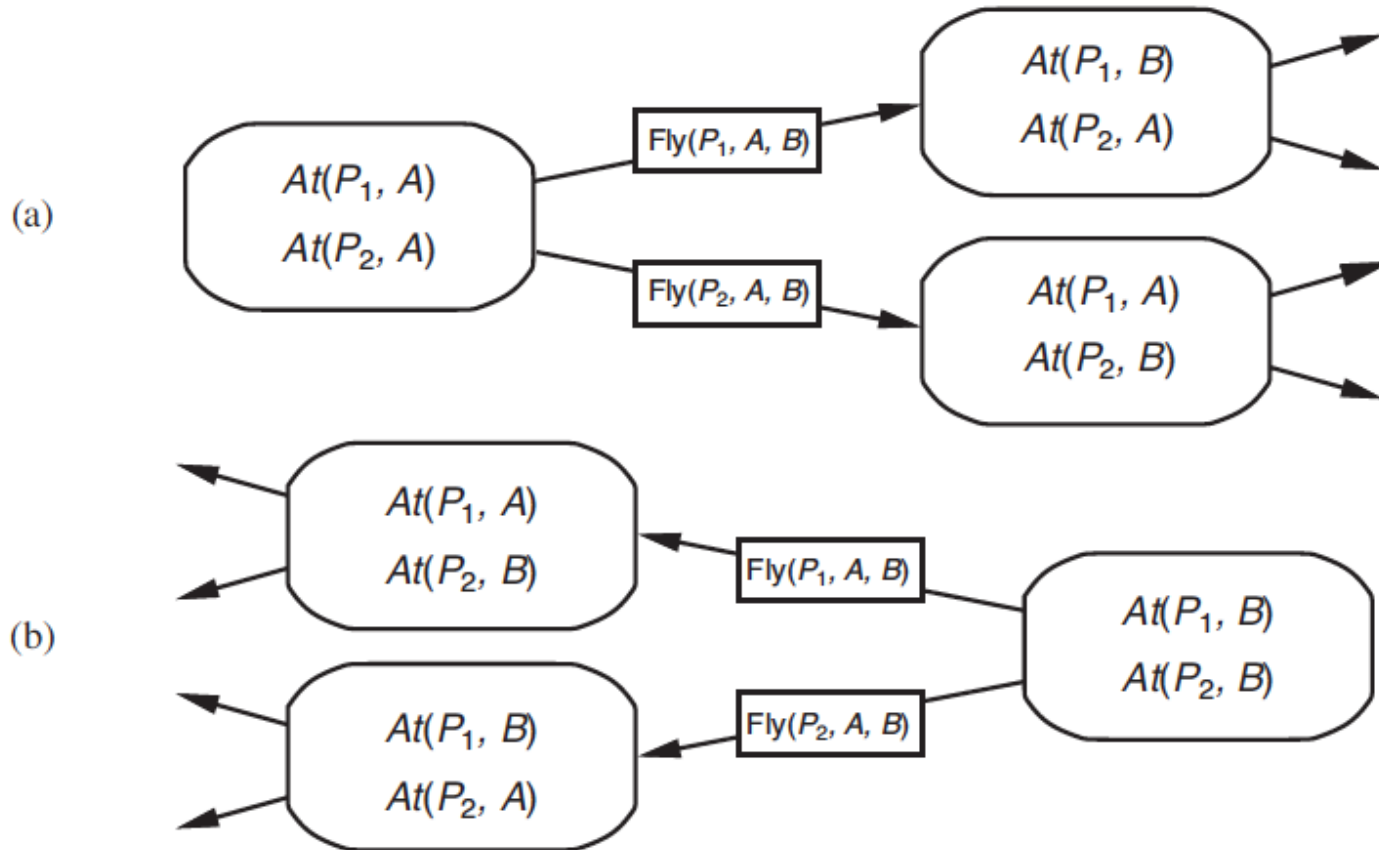 (a)
At(P₁, A)
At(P₂, A)
Fly(P₁, A, B)
Fly(P₂, A, B)
At(P₁, B)
At(P₂, A)
At(P₁, A)
At(P₂, B)
(b)
At(P₁, A)
At(P₂, B)
At(P₁, B)
At(P₂, A)
Fly(P₁, A, B)
Fly(P₂, A, B)
At(P₁, B)
At(P₂, B)